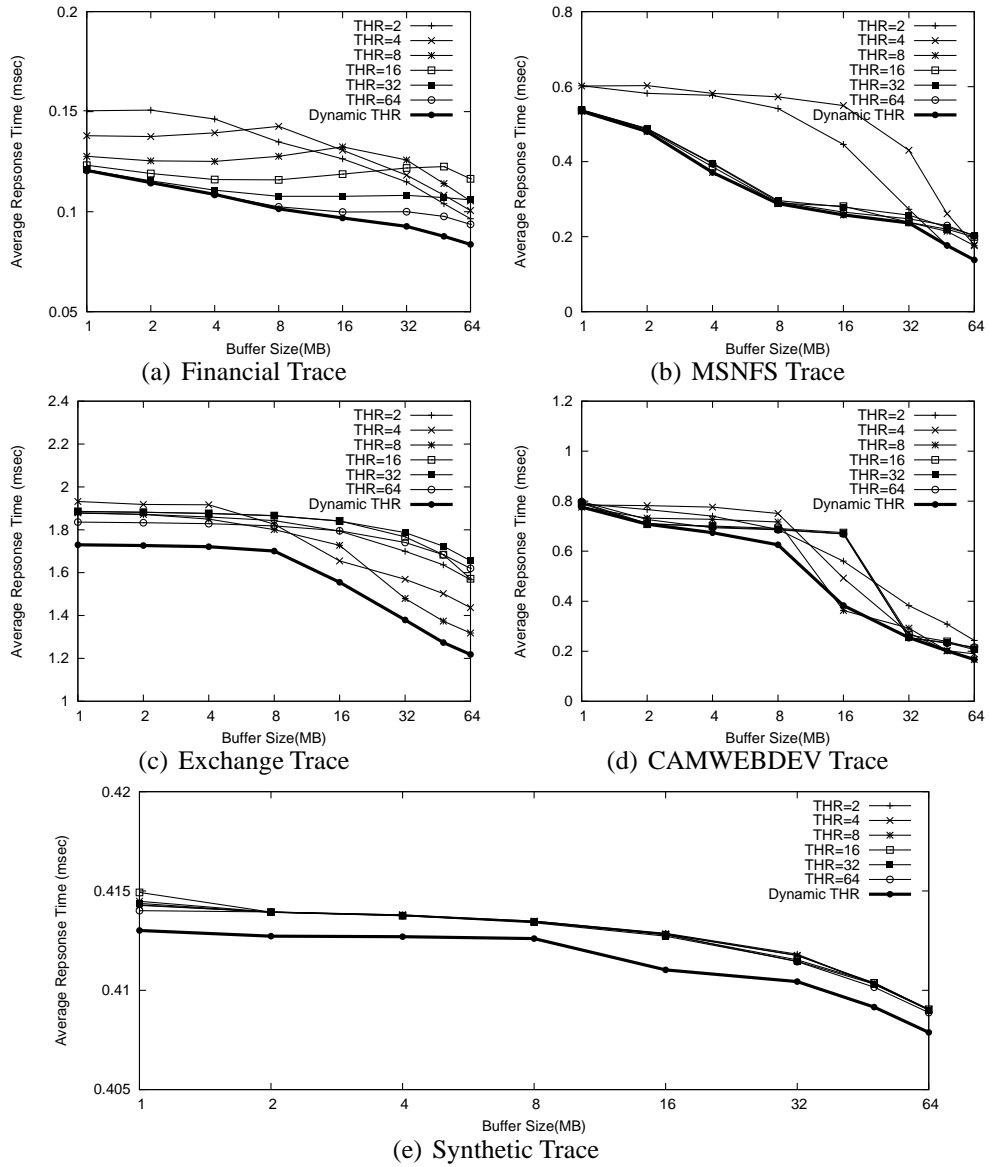 0.2
0.15
0.1
0.05
Average Repsonse Time (msec)
THR=2
THR=4
THR=8
THR=16
THR=32
THR=64
Dynamic THR
1 2 4 8 16 32 64
Buffer Size(MB)
(a) Financial Trace
0.8
0.6
0.4
0.2
0
Average Repsonse Time (msec)
THR=2
THR=4
THR=8
THR=16
THR=32
THR=64
Dynamic THR
1 2 4 8 16 32 64
Buffer Size(MB)
(b) MSNFS Trace
2.4
2.2
2
1.8
1.6
1.4
1.2
1
Average Repsonse Time (msec)
THR=2
THR=4
THR=8
THR=16
THR=32
THR=64
Dynamic THR
1 2 4 8 16 32 64
Buffer Size(MB)
(c) Exchange Trace
1.2
1
0.8
0.6
0.4
0.2
0
Average Repsonse Time (msec)
THR=2
THR=4
THR=8
THR=16
THR=32
THR=64
Dynamic THR
1 2 4 8 16 32 64
Buffer Size(MB)
(d) CAMWEBDEV Trace
0.42
0.415
0.41
0.405
Average Repsonse Time (msec)
THR=2
THR=4
THR=8
THR=16
THR=32
THR=64
Dynamic THR
1 2 4 8 16 32 64
Buffer Size(MB)
(e) Synthetic Trace